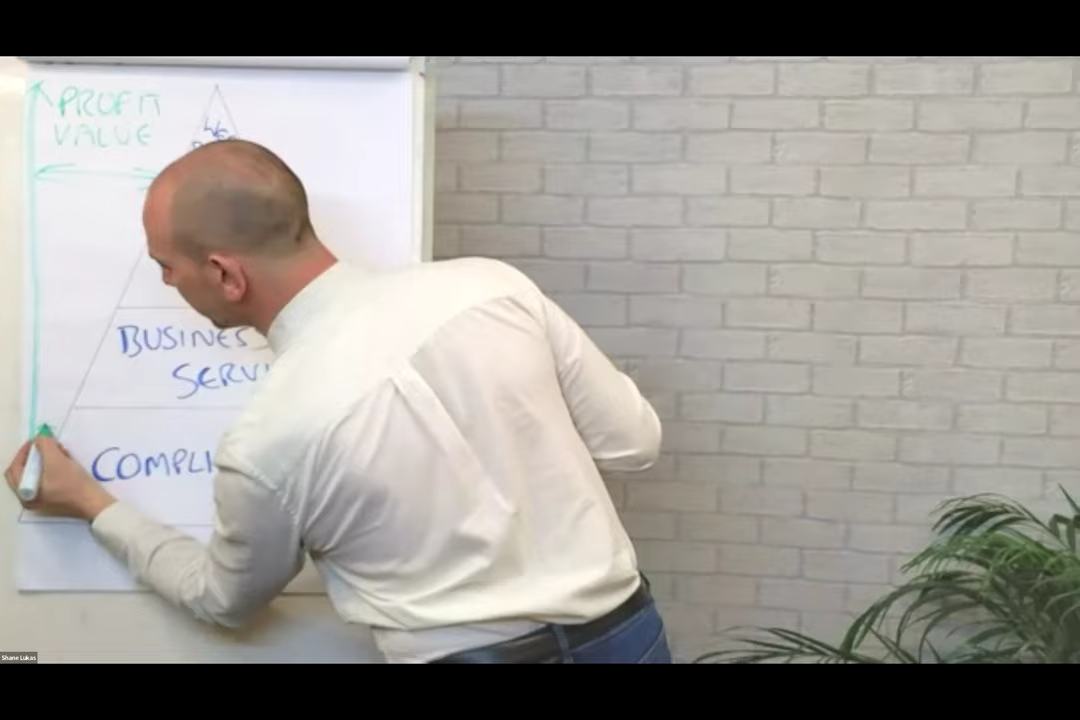 PROFIT
VALUE
BUSINES
SERVI
COMPLI
Shane Lukas